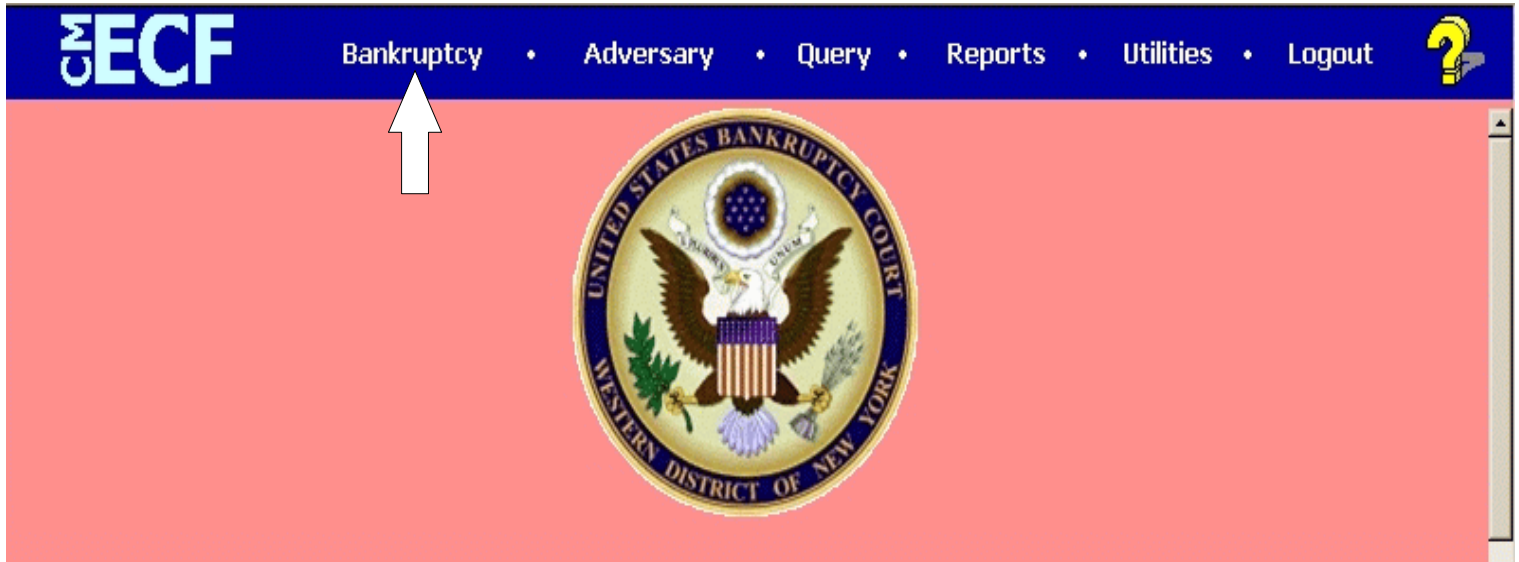 CM ECF Bankruptcy • Adversary • Query • Reports • Utilities • Logout ?
UNITED STATES BANKRUPTCY COURT
PLURIBUS UNUM
WESTERN DISTRICT OF NEW YORK